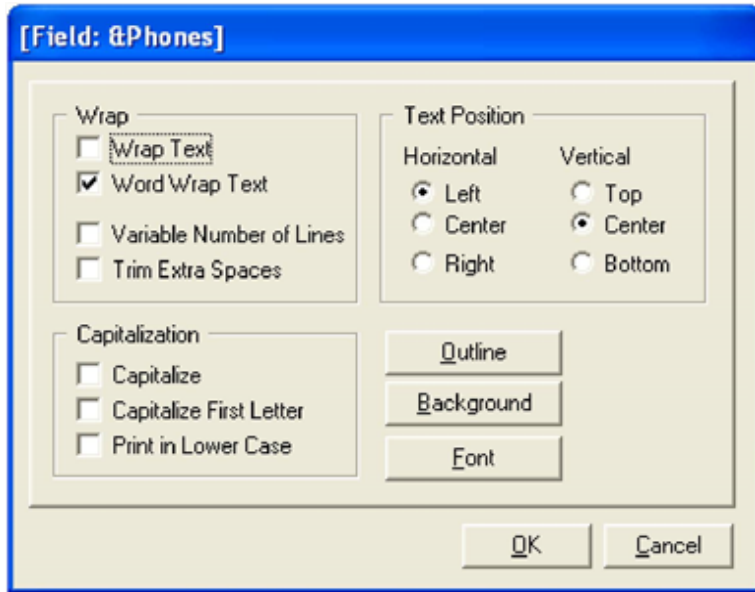 [Field: &Phones]
Wrap
Wrap Text
Word Wrap Text
Variable Number of Lines
Trim Extra Spaces
Text Position
Horizontal Vertical
Left Top
Center Center
Right Bottom
Capitalization
Capitalize
Capitalize First Letter
Print in Lower Case
Outline
Background
Font
OK Cancel